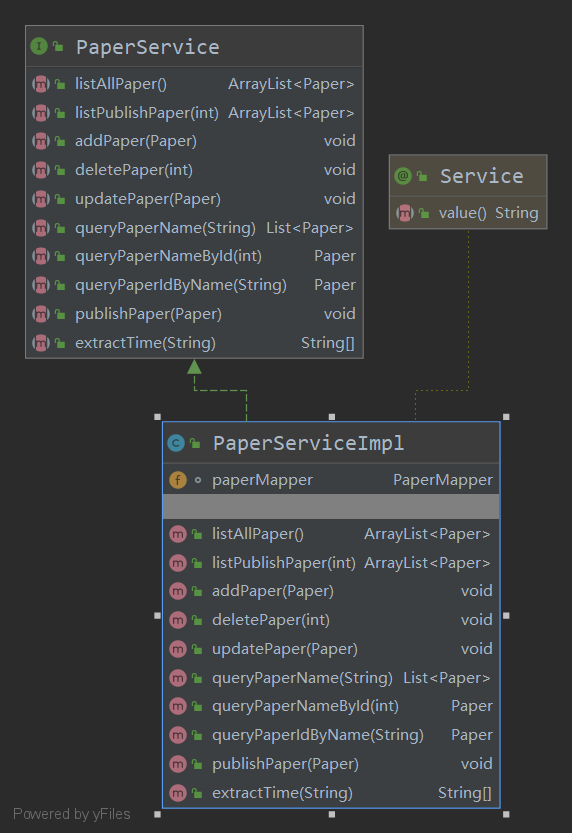 I PaperService
m listAllPaper() ArrayList<Paper>
m listPublishPaper(int) ArrayList<Paper>
m addPaper(Paper) void
m deletePaper(int) void
m updatePaper(Paper) void
m queryPaperName(String) List<Paper>
m queryPaperNameById(int) Paper
m queryPaperIdByName(String) Paper
m publishPaper(Paper) void
m extractTime(String) String[]
@ Service
m value() String
C PaperServiceImpl
f paperMapper PaperMapper
m listAllPaper() ArrayList<Paper>
m listPublishPaper(int) ArrayList<Paper>
m addPaper(Paper) void
m deletePaper(int) void
m updatePaper(Paper) void
m queryPaperName(String) List<Paper>
m queryPaperNameById(int) Paper
m queryPaperIdByName(String) Paper
m publishPaper(Paper) void
m extractTime(String) String[]
Powered by yFiles